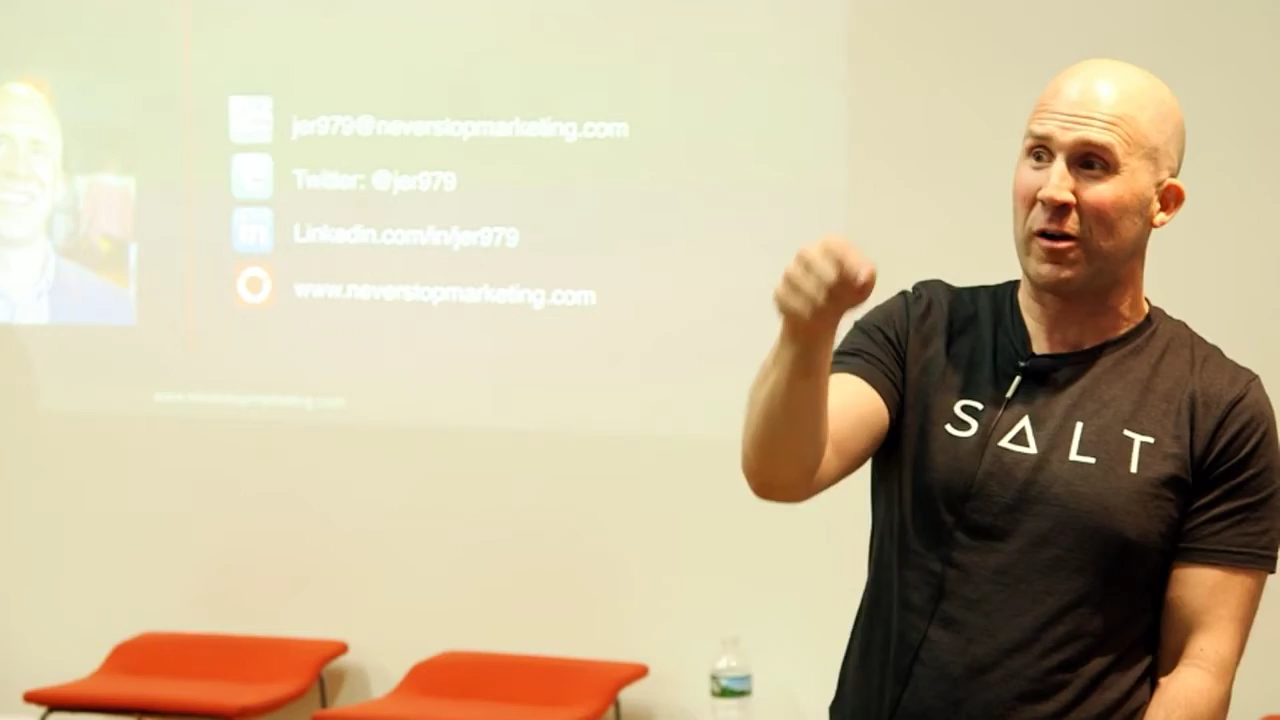 jer979@neverstopmarketing.com
Twitter: @jer979
Linkedin.com/in/jer979
www.neverstopmarketing.com
SALT